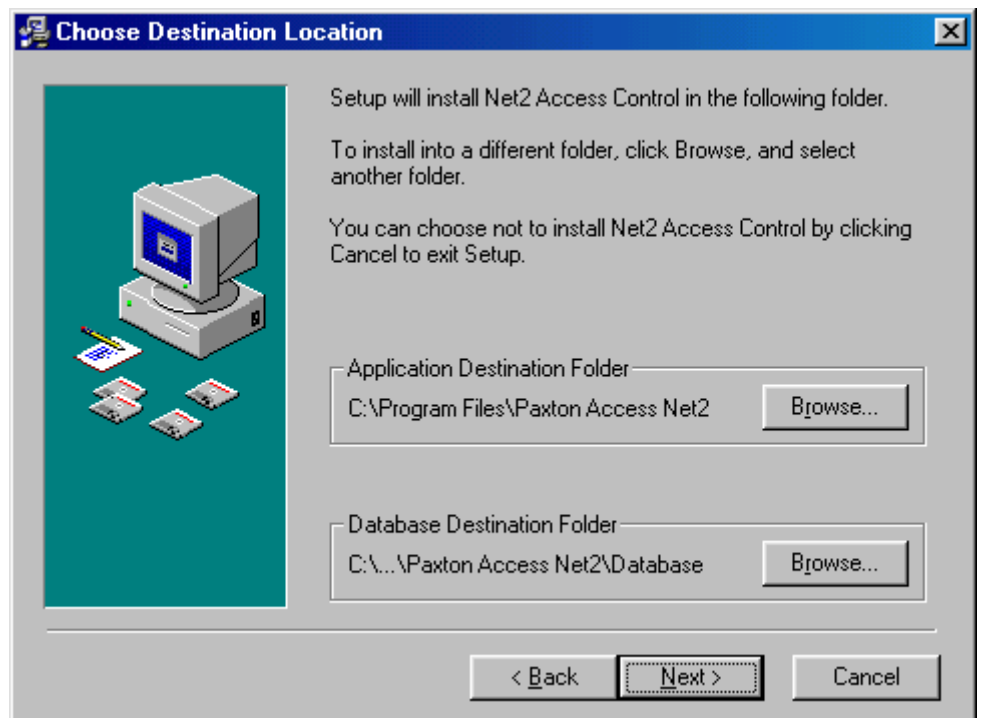 Choose Destination Location
Setup will install Net2 Access Control in the following folder.
To install into a different folder, click Browse, and select
another folder.
You can choose not to install Net2 Access Control by clicking
Cancel to exit Setup.
Application Destination Folder
C:\Program Files\Paxton Access Net2
Browse...
Database Destination Folder
C:\...\Paxton Access Net2\Database
Browse...
< Back
Next >
Cancel